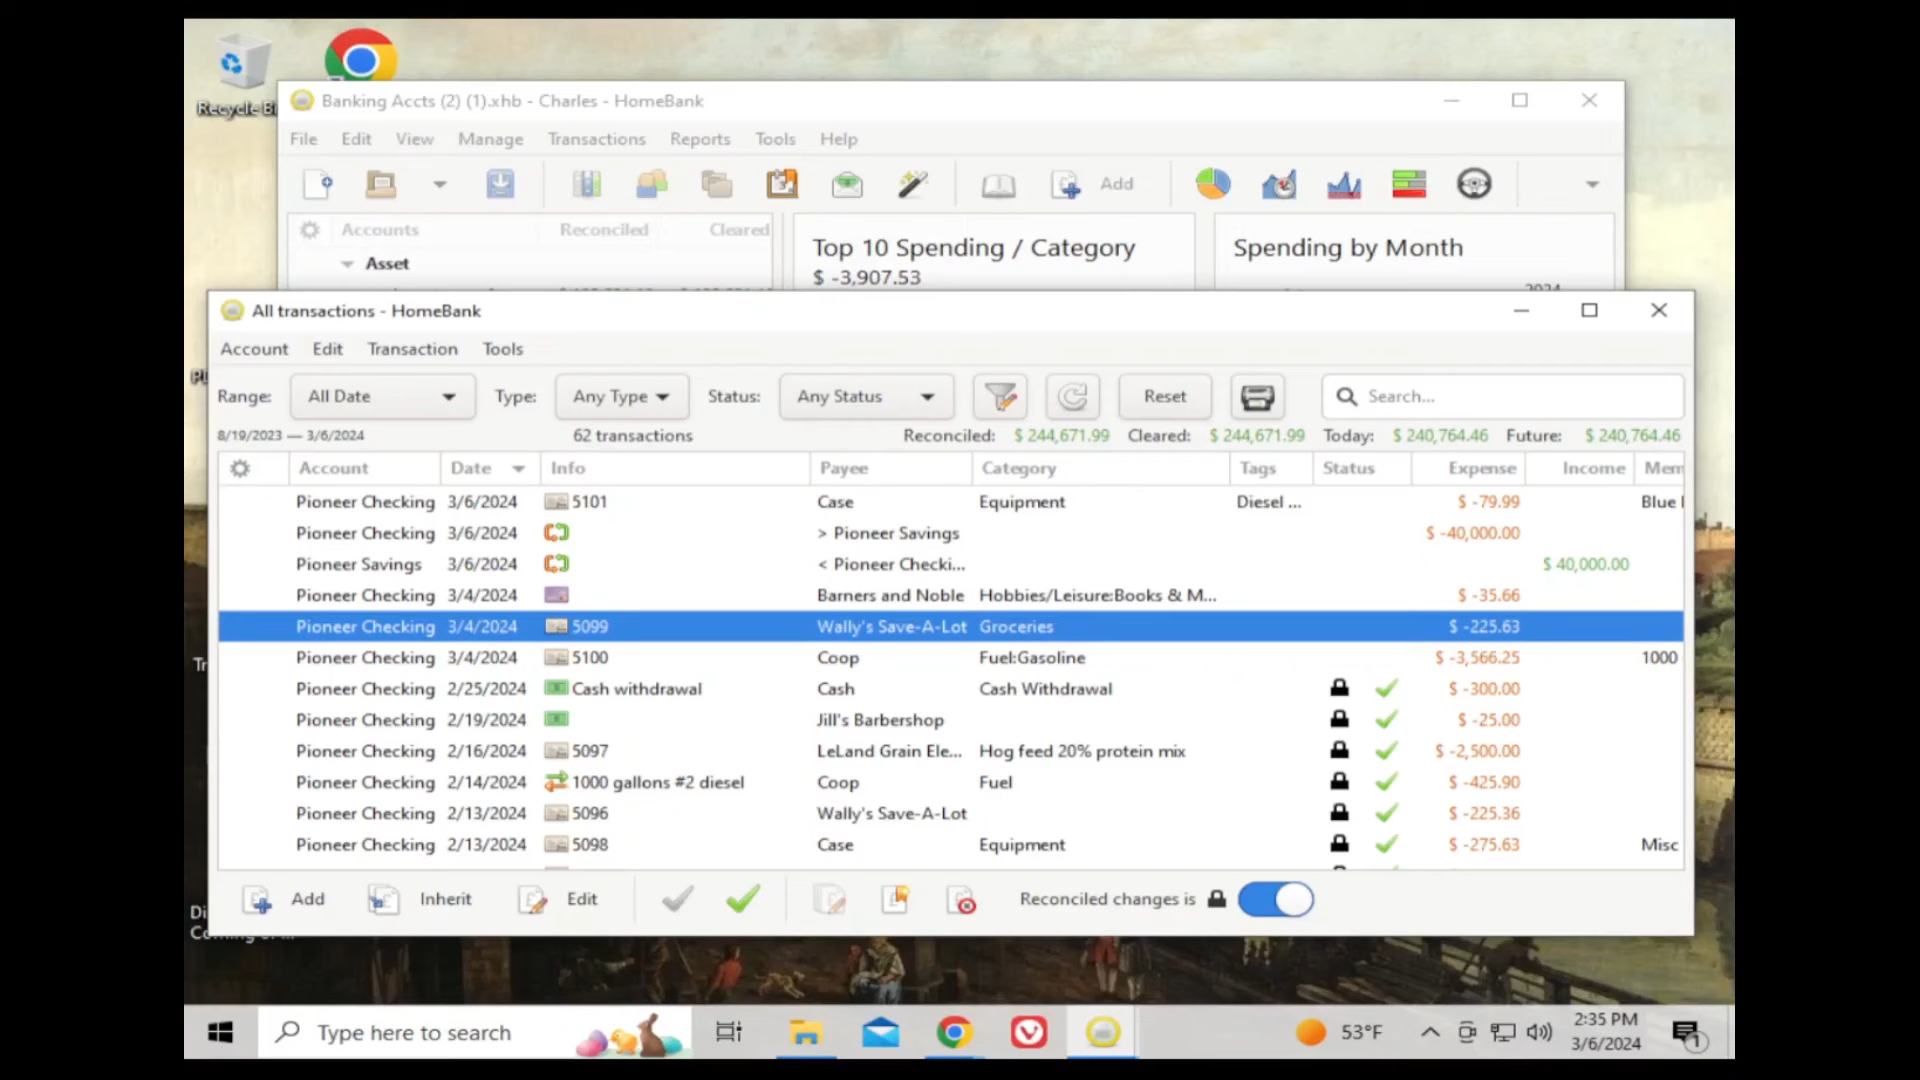 Recycle Bi
Banking Accts (2) (1).xhb - Charles - HomeBank
File Edit View Manage Transactions Reports Tools Help
Add
Accounts Reconciled Cleared
Asset
Top 10 Spending / Category
$ -3,907.53
Spending by Month
2024
All transactions - HomeBank
Account Edit Transaction Tools
Range: All Date Type: Any Type Status: Any Status Reset Search...
8/19/2023 — 3/6/2024 62 transactions Reconciled: $ 244,671.99 Cleared: $ 244,671.99 Today: $ 240,764.46 Future: $ 240,764.46
Account Date Info Payee Category Tags Status Expense Income Mem
Pioneer Checking 3/6/2024 5101 Case Equipment Diesel ... $ -79.99 Blue
Pioneer Checking 3/6/2024 > Pioneer Savings $ -40,000.00
Pioneer Savings 3/6/2024 < Pioneer Checki... $ 40,000.00
Pioneer Checking 3/4/2024 Barners and Noble Hobbies/Leisure:Books & M... $ -35.66
Pioneer Checking 3/4/2024 5099 Wally's Save-A-Lot Groceries $ -225.63
Pioneer Checking 3/4/2024 5100 Coop Fuel:Gasoline $ -3,566.25 1000
Pioneer Checking 2/25/2024 Cash withdrawal Cash Cash Withdrawal $ -300.00
Pioneer Checking 2/19/2024 Jill's Barbershop $ -25.00
Pioneer Checking 2/16/2024 5097 LeLand Grain Ele... Hog feed 20% protein mix $ -2,500.00
Pioneer Checking 2/14/2024 1000 gallons #2 diesel Coop Fuel $ -425.90
Pioneer Checking 2/13/2024 5096 Wally's Save-A-Lot $ -225.36
Pioneer Checking 2/13/2024 5098 Case Equipment $ -275.63 Misc
Add Inherit Edit Reconciled changes is
Type here to search
53°F
2:35 PM
3/6/2024
1